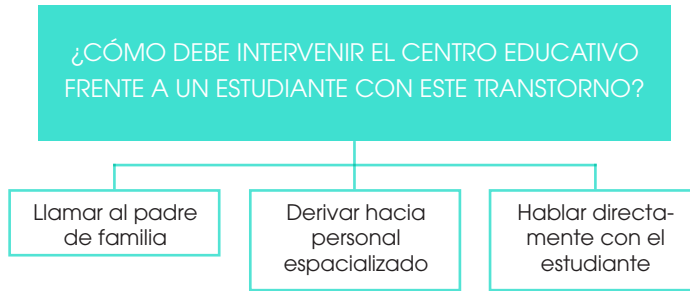 ¿CÓMO DEBE INTERVENIR EL CENTRO EDUCATIVO
FRENTE A UN ESTUDIANTE CON ESTE TRANSTORNO?
Llamar al padre
de familia
Derivar hacia
personal
espacializado
Hablar directa-
mente con el
estudiante